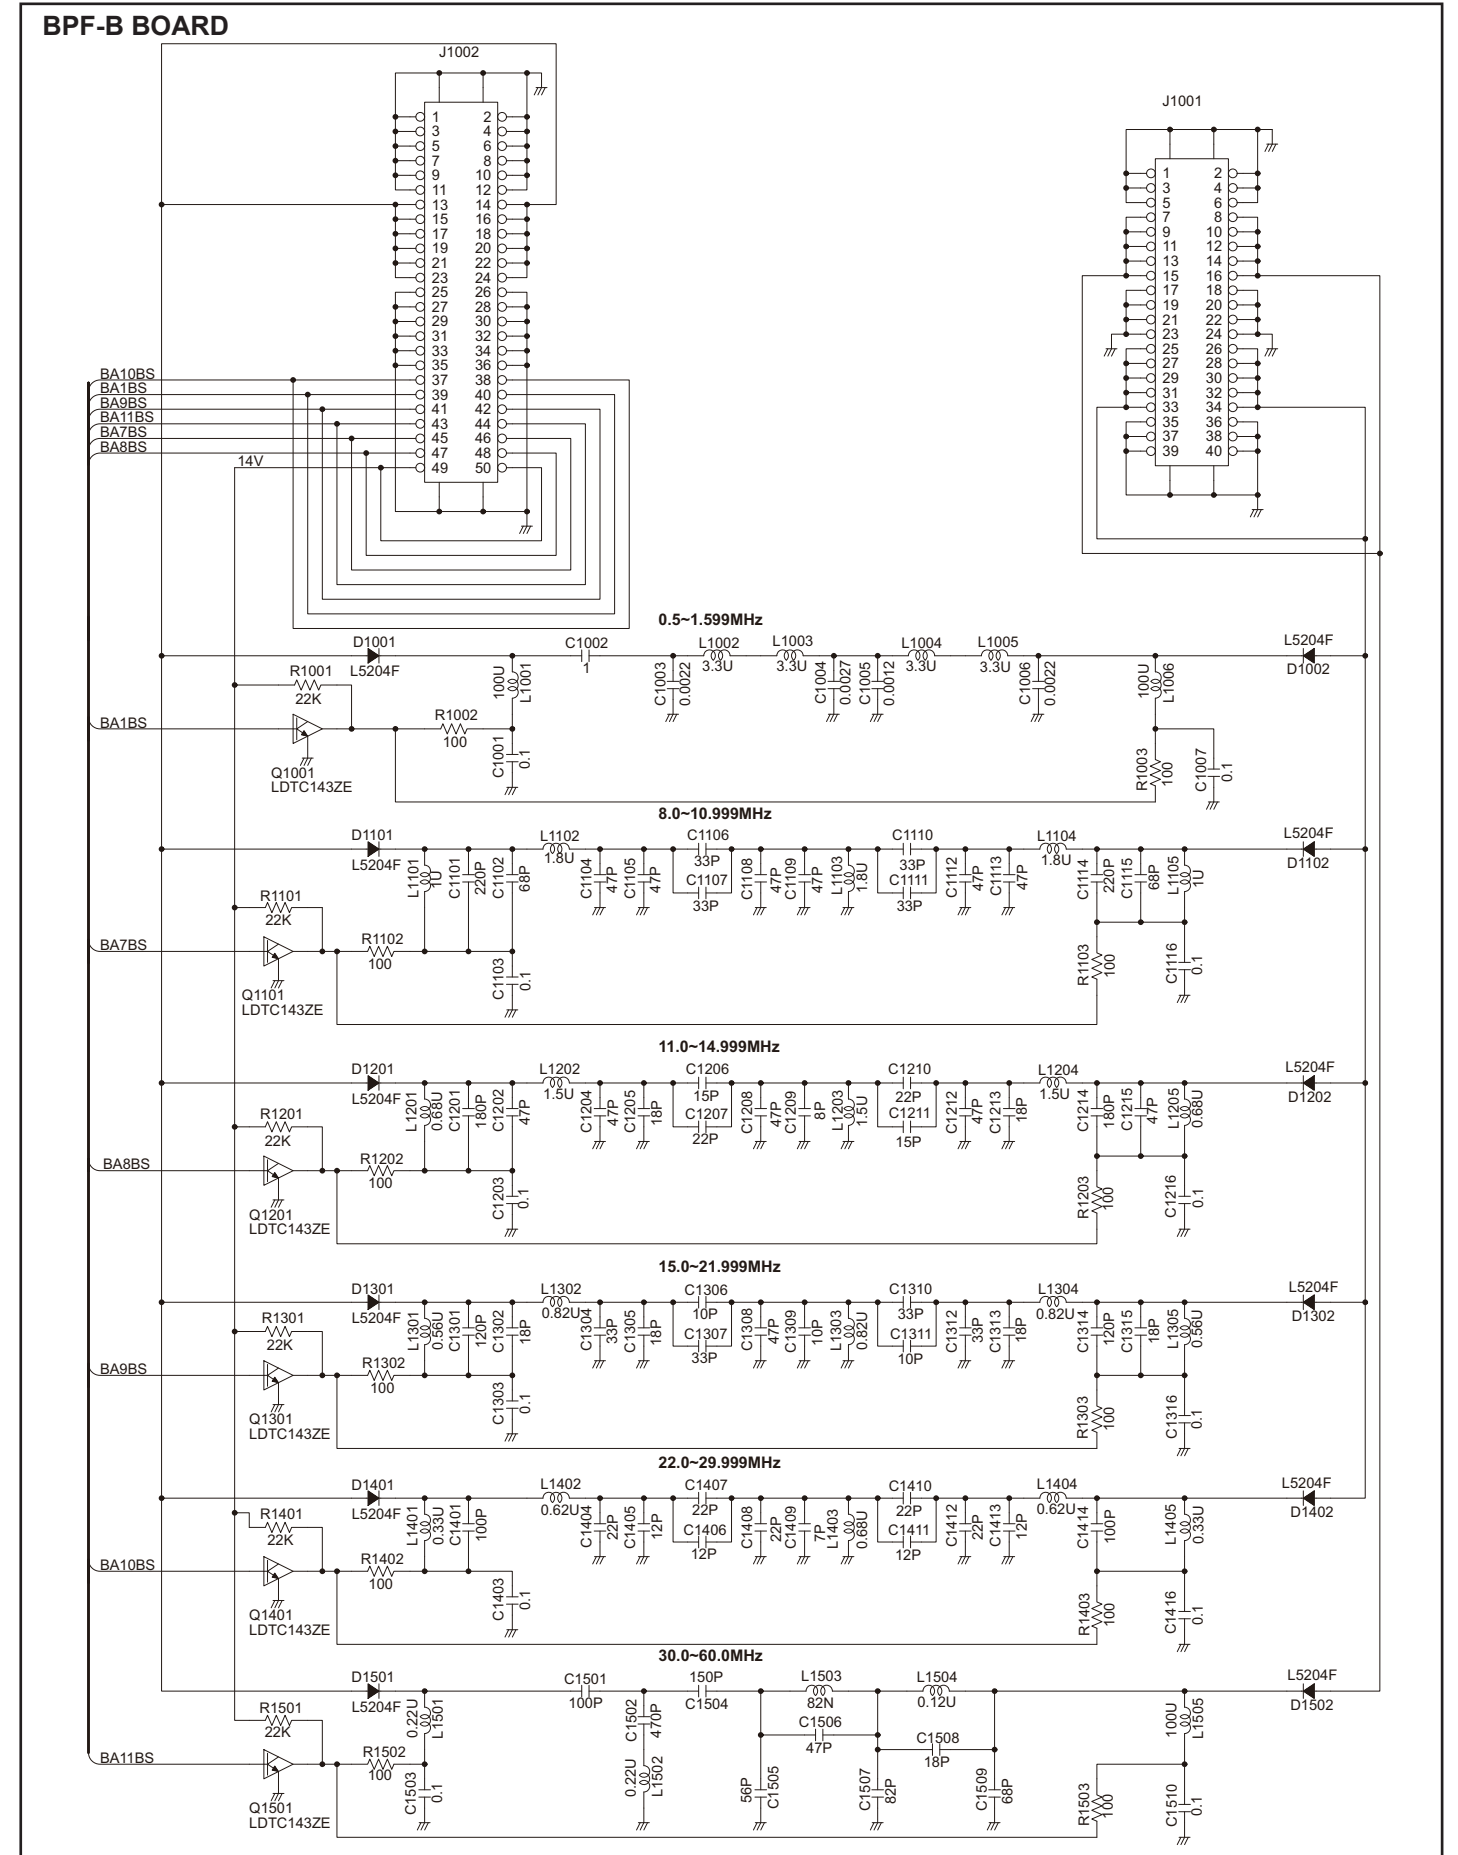 BPF-B BOARD
J1002
J1001
1 2
3 4
5 6
7 8
9 10
11 12
13 14
15 16
17 18
19 20
21 22
23 24
25 26
27 28
29 30
31 32
33 34
35 36
37 38
39 40
41 42
43 44
45 46
47 48
49 50
1 2
3 4
5 6
7 8
9 10
11 12
13 14
15 16
17 18
19 20
21 22
23 24
25 26
27 28
29 30
31 32
33 34
35 36
37 38
39 40
BA10BS
BA1BS
BA9BS
BA11BS
BA7BS
BA8BS
14V
0.5~1.599MHz
D1001
L5204F
R1001
22K
BA1BS
Q1001
LDTC143ZE
R1002
100
100U
L1001
C1001
0.1
C1002
1
C1003
0.0022
L1002
3.3U
L1003
3.3U
C1004
0.0027
C1005
0.0012
L1004
3.3U
L1005
3.3U
C1006
0.0022
100U
L1006
R1003
100
C1007
0.1
L5204F
D1002
8.0~10.999MHz
D1101
L5204F
R1101
22K
BA7BS
Q1101
LDTC143ZE
R1102
100
L1101
1U
C1101
220P
C1102
68P
C1103
0.1
L1102
1.8U
C1104
47P
C1105
47P
C1106
33P
C1107
33P
C1108
47P
C1109
47P
L1103
1.8U
C1110
33P
C1111
33P
C1112
47P
C1113
47P
L1104
1.8U
C1114
220P
C1115
68P
L1105
1U
R1103
100
C1116
0.1
L5204F
D1102
11.0~14.999MHz
D1201
L5204F
R1201
22K
BA8BS
Q1201
LDTC143ZE
R1202
100
L1201
0.68U
C1201
180P
C1202
47P
C1203
0.1
L1202
1.5U
C1204
47P
C1205
18P
C1206
15P
C1207
22P
C1208
47P
C1209
8P
L1203
1.5U
C1210
22P
C1211
15P
C1212
47P
C1213
18P
L1204
1.5U
C1214
180P
C1215
47P
L1205
0.68U
R1203
100
C1216
0.1
L5204F
D1202
15.0~21.999MHz
D1301
L5204F
R1301
22K
BA9BS
Q1301
LDTC143ZE
R1302
100
L1301
0.56U
C1301
120P
C1302
18P
C1303
0.1
L1302
0.82U
C1304
33P
C1305
18P
C1306
10P
C1307
33P
C1308
47P
C1309
10P
L1303
0.82U
C1310
33P
C1311
10P
C1312
33P
C1313
18P
L1304
0.82U
C1314
120P
C1315
18P
L1305
0.56U
R1303
100
C1316
0.1
L5204F
D1302
22.0~29.999MHz
D1401
L5204F
R1401
22K
BA10BS
Q1401
LDTC143ZE
R1402
100
L1401
0.33U
C1401
100P
C1403
0.1
L1402
0.62U
C1404
22P
C1405
12P
C1407
22P
C1406
12P
C1408
22P
C1409
7P
L1403
0.68U
C1410
22P
C1411
12P
C1412
22P
C1413
12P
L1404
0.62U
C1414
100P
L1405
0.33U
R1403
100
C1416
0.1
L5204F
D1402
30.0~60.0MHz
D1501
L5204F
R1501
22K
BA11BS
Q1501
LDTC143ZE
R1502
100
0.22U
L1501
C1503
0.1
C1501
100P
C1502
470P
0.22U
L1502
150P
C1504
56P
C1505
L1503
82N
C1506
47P
C1507
82P
L1504
0.12U
C1508
18P
C1509
68P
100U
L1505
R1503
100
C1510
0.1
L5204F
D1502